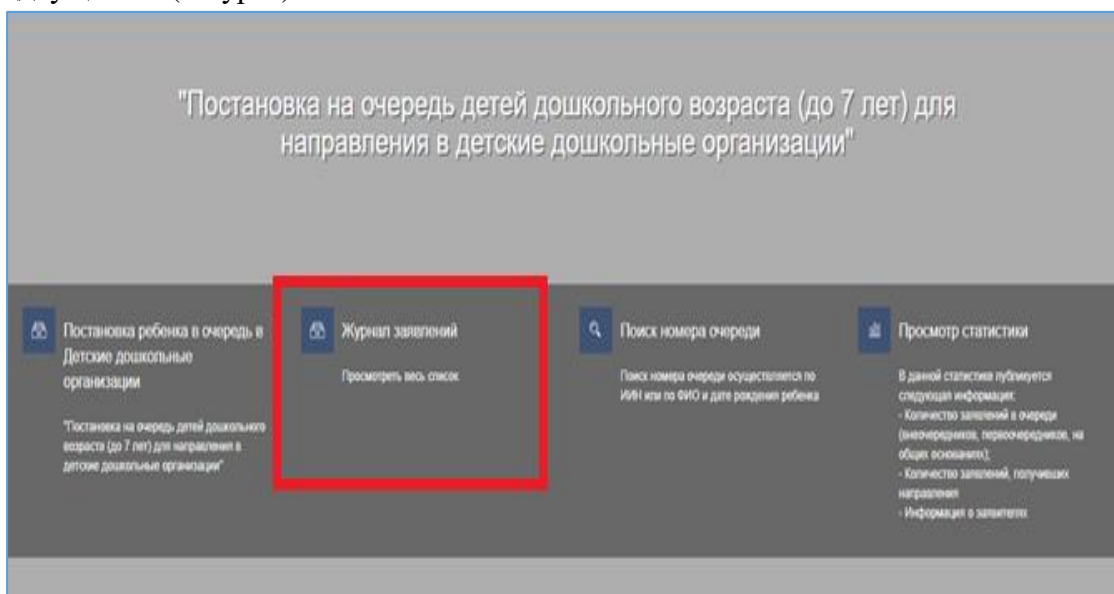 "Постановка на очередь детей дошкольного возраста (до 7 лет) для
направления в детские дошкольные организации"
Постановка ребенка в очередь в
Детские дошкольные
организации
"Постановка на очередь детей дошкольного
возраста (до 7 лет) для направления в
детские дошкольные организации"
Журнал заявлений
Просмотреть весь список
Поиск номера очереди
Поиск номера очереди осуществляется по
ИИН или по ФИО и дате рождения ребенка
Просмотр статистики
В данной статистике публикуется
следующая информация:
- Количество заявлений в очереди
(внеочередников, первоочередников, на
общих основаниях);
- Количество заявлений, получивших
направления
- Информация о заявителях